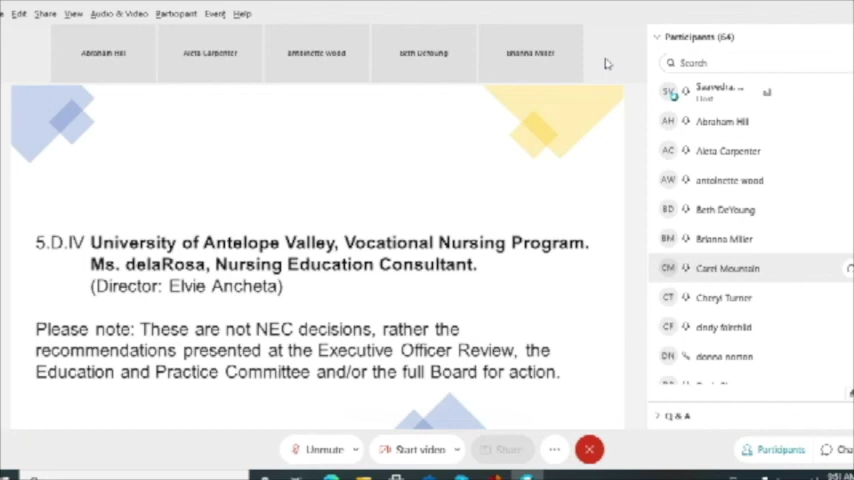 Edit Share View Audio & Video Participant Event Help
Abraham Hill Aleta Carpenter antoinette wood Beth DeYoung Brianna Miller
Participants (64)
Search
SV Saavedra, ...
Host
AH Abraham Hill
AC Aleta Carpenter
AW antoinette wood
BD Beth DeYoung
BM Brianna Miller
CM Carel Mountain
CT Cheryl Turner
CF cindy fairchild
DN donna norton
5.D.IV University of Antelope Valley, Vocational Nursing Program.
Ms. delaRosa, Nursing Education Consultant.
(Director: Elvie Ancheta)
Please note: These are not NEC decisions, rather the
recommendations presented at the Executive Officer Review, the
Education and Practice Committee and/or the full Board for action.
Q & A
Unmute Start video Share Participants